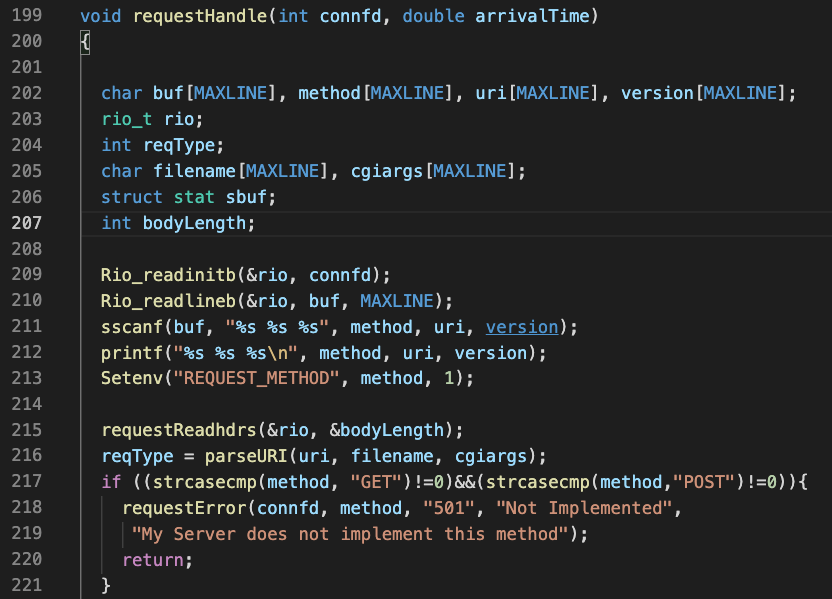 199 void requestHandle(int connfd, double arrivalTime)
200 {
201
202   char buf[MAXLINE], method[MAXLINE], uri[MAXLINE], version[MAXLINE];
203   rio_t rio;
204   int reqType;
205   char filename[MAXLINE], cgiargs[MAXLINE];
206   struct stat sbuf;
207   int bodyLength;
208
209   Rio_readinitb(&rio, connfd);
210   Rio_readlineb(&rio, buf, MAXLINE);
211   sscanf(buf, "%s %s %s", method, uri, version);
212   printf("%s %s %s\n", method, uri, version);
213   Setenv("REQUEST_METHOD", method, 1);
214
215   requestReadhdrs(&rio, &bodyLength);
216   reqType = parseURI(uri, filename, cgiargs);
217   if ((strcasecmp(method, "GET")!=0)&&(strcasecmp(method,"POST")!=0)){
218     requestError(connfd, method, "501", "Not Implemented",
219      "My Server does not implement this method");
220     return;
221   }